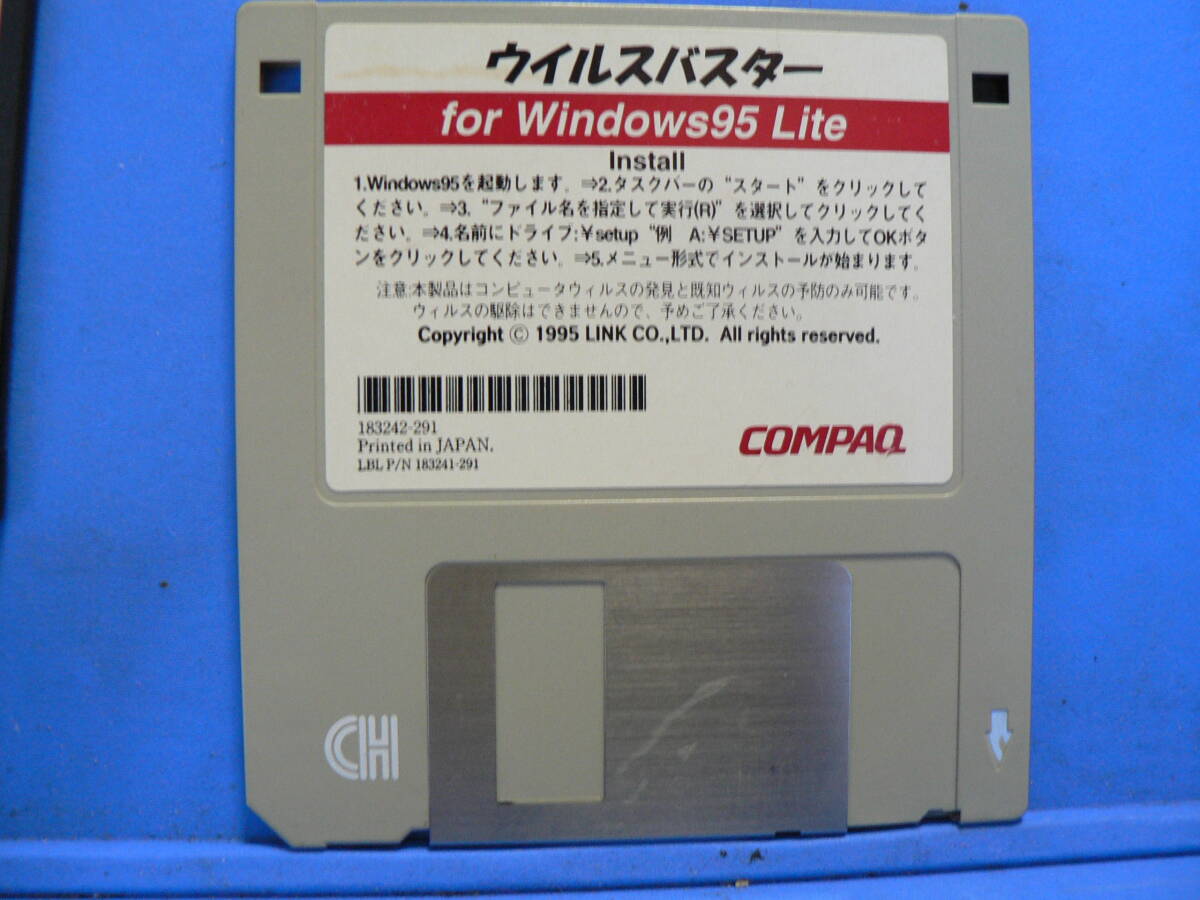 ウイルスバスター
for Windows95 Lite
Install
1.Windows95を起動します。⇒2.タスクバーの“スタート”をクリックして
ください。⇒3.“ファイル名を指定して実行(R)”を選択してクリックしてく
ださい。⇒4.名前にドライブ:¥setup“例 A:¥SETUP”を入力してOKボタ
ンをクリックしてください。⇒5.メニュー形式でインストールが始まります。
注意:本製品はコンピュータウィルスの発見と既知ウィルスの予防のみ可能です。
ウィルスの駆除はできませんので、予めご了承ください。
Copyright © 1995 LINK CO.,LTD. All rights reserved.
183242-291
Printed in JAPAN.
LBL P/N 183241-291
COMPAQ
CH